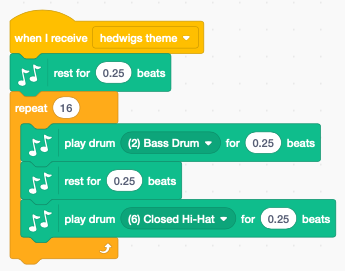 when I receive hedwigs theme
rest for 0.25 beats
repeat 16
play drum (2) Bass Drum for 0.25 beats
rest for 0.25 beats
play drum (6) Closed Hi-Hat for 0.25 beats